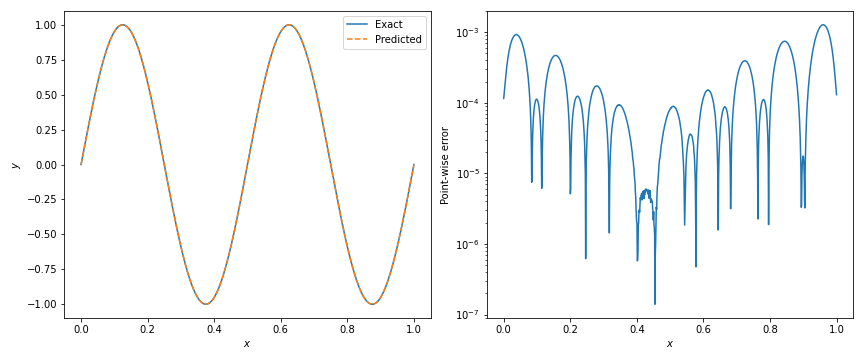 1.00
0.75
0.50
0.25
0.00
−0.25
−0.50
−0.75
−1.00
y
0.0 0.2 0.4 0.6 0.8 1.0
x
Exact
Predicted
10⁻³
10⁻⁴
10⁻⁵
10⁻⁶
10⁻⁷
Point-wise error
0.0 0.2 0.4 0.6 0.8 1.0
x